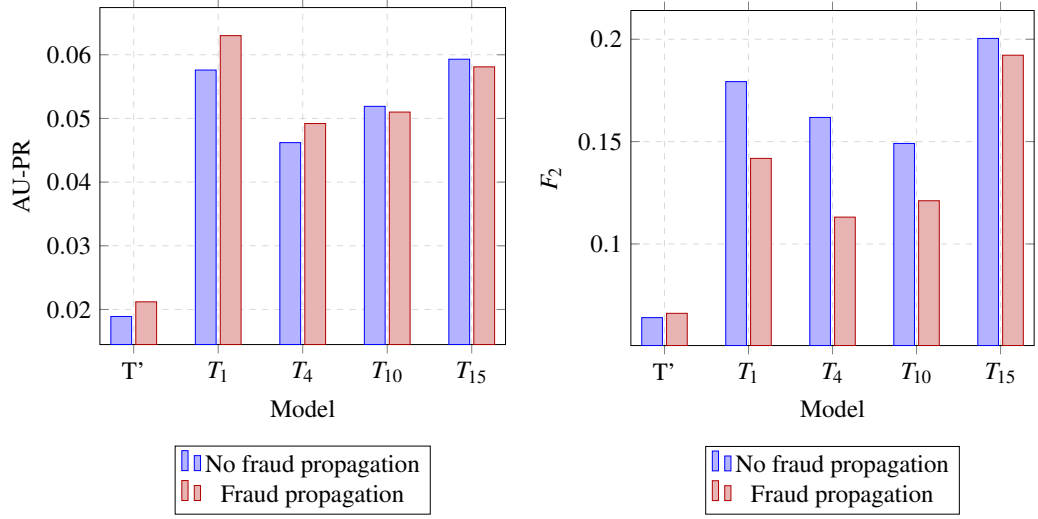 0.06
0.05
0.04
0.03
0.02
AU-PR
T’ T₁ T₄ T₁₀ T₁₅
Model
No fraud propagation
Fraud propagation
0.2
0.15
0.1
F₂
T’ T₁ T₄ T₁₀ T₁₅
Model
No fraud propagation
Fraud propagation